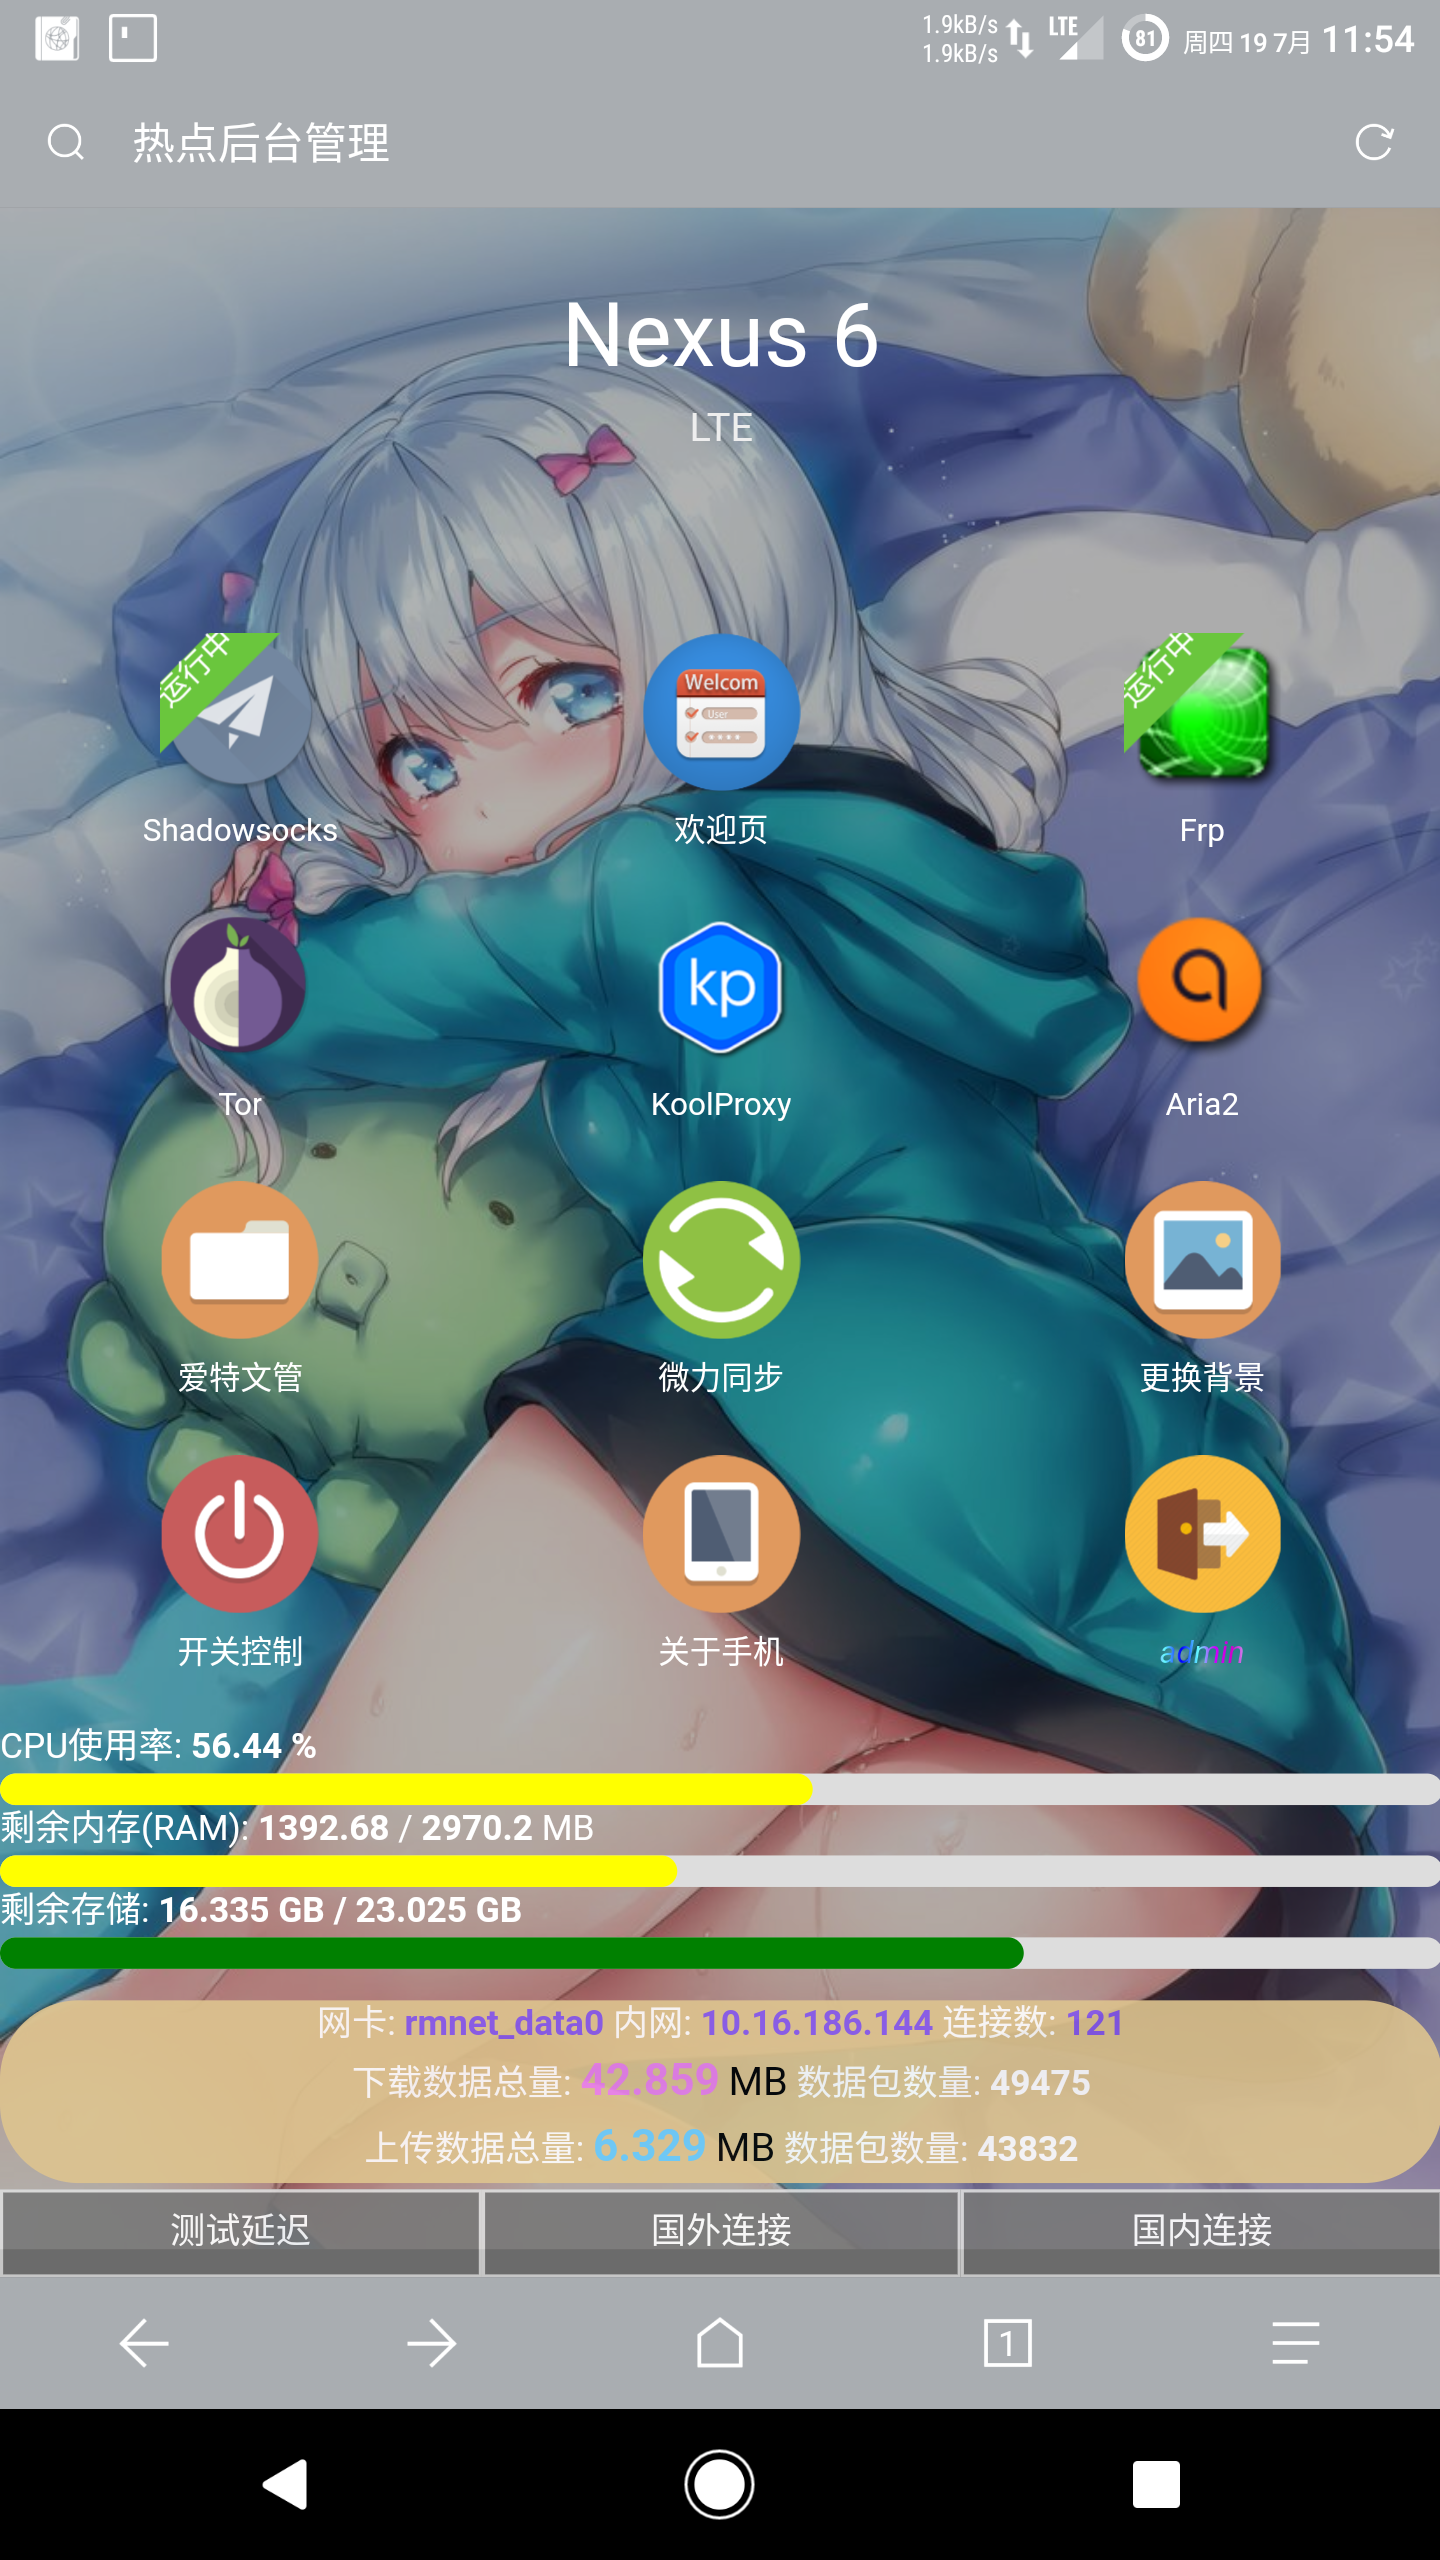 1.9kB/s
1.9kB/s
LTE
81
周四 19 7月 11:54
热点后台管理
Nexus 6
LTE
运行中
Welcom
User
运行中
Shadowsocks
欢迎页
Frp
kp
Tor
KoolProxy
Aria2
爱特文管
微力同步
更换背景
开关控制
关于手机
admin
CPU使用率: 56.44 %
剩余内存(RAM): 1392.68 / 2970.2 MB
剩余存储: 16.335 GB / 23.025 GB
网卡: rmnet_data0 内网: 10.16.186.144 连接数: 121
下载数据总量: 42.859 MB 数据包数量: 49475
上传数据总量: 6.329 MB 数据包数量: 43832
测试延迟
国外连接
国内连接
1